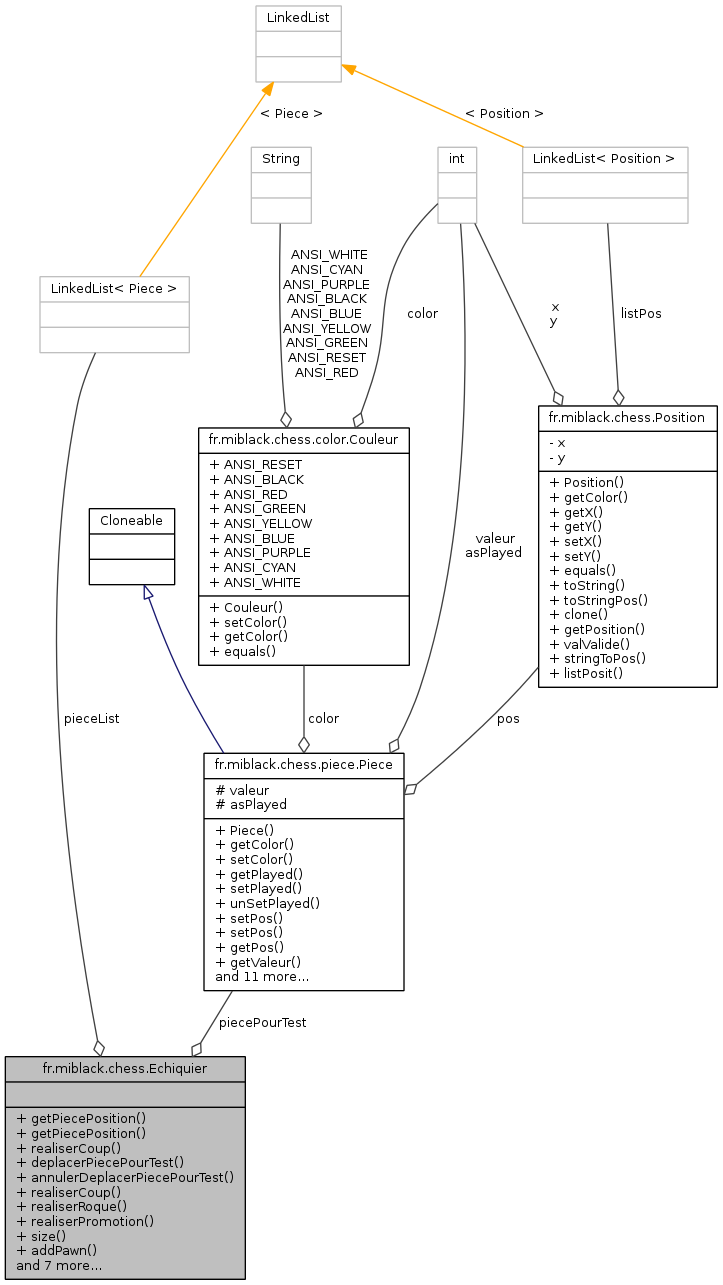 LinkedList
< Piece >
< Position >
String
int
LinkedList< Position >
LinkedList< Piece >
ANSI_WHITE
ANSI_CYAN
ANSI_PURPLE
ANSI_BLACK
ANSI_BLUE
ANSI_YELLOW
ANSI_GREEN
ANSI_RESET
ANSI_RED
color
x
y
listPos
fr.miblack.chess.color.Couleur
+ ANSI_RESET
+ ANSI_BLACK
+ ANSI_RED
+ ANSI_GREEN
+ ANSI_YELLOW
+ ANSI_BLUE
+ ANSI_PURPLE
+ ANSI_CYAN
+ ANSI_WHITE
+ Couleur()
+ setColor()
+ getColor()
+ equals()
fr.miblack.chess.Position
- x
- y
+ Position()
+ getColor()
+ getX()
+ getY()
+ setX()
+ setY()
+ equals()
+ toString()
+ toStringPos()
+ clone()
+ getPosition()
+ valValide()
+ stringToPos()
+ listPosit()
Cloneable
valeur
asPlayed
pieceList
color
pos
fr.miblack.chess.piece.Piece
# valeur
# asPlayed
+ Piece()
+ getColor()
+ setColor()
+ getPlayed()
+ setPlayed()
+ unSetPlayed()
+ setPos()
+ setPos()
+ getPos()
+ getValeur()
and 11 more...
piecePourTest
fr.miblack.chess.Echiquier
+ getPiecePosition()
+ getPiecePosition()
+ realiserCoup()
+ deplacerPiecePourTest()
+ annulerDeplacerPiecePourTest()
+ realiserCoup()
+ realiserRoque()
+ realiserPromotion()
+ size()
+ addPawn()
and 7 more...